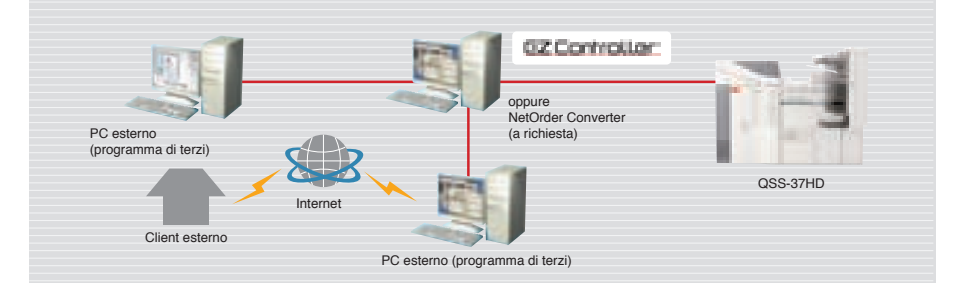 EZ Controller
oppure
NetOrder Converter
(a richiesta)
PC esterno
(programma di terzi)
QSS-37HD
Internet
Client esterno
PC esterno (programma di terzi)